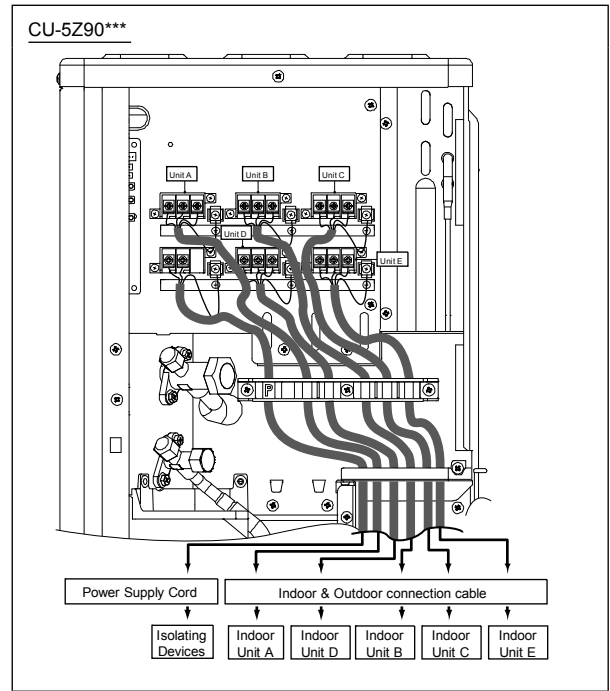 CU-5Z90***
Unit A
Unit B
Unit C
Unit D
Unit E
P
Power Supply Cord
Indoor & Outdoor connection cable
Isolating
Devices
Indoor
Unit A
Indoor
Unit D
Indoor
Unit B
Indoor
Unit C
Indoor
Unit E